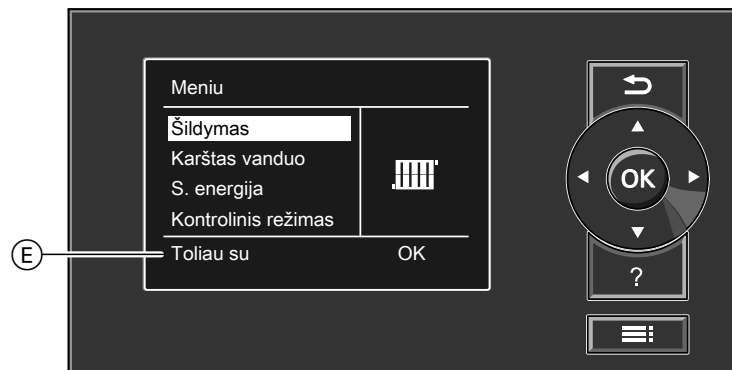 Meniu
Šildymas
Karštas vanduo
S. energija
Kontrolinis režimas
Toliau su OK
E
OK
?